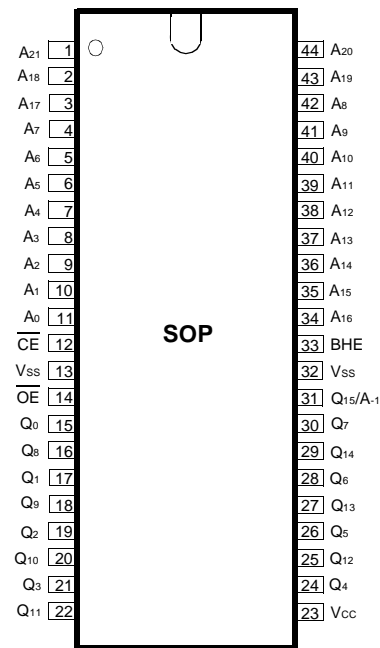 A21 1 44 A20
A18 2 43 A19
A17 3 42 A8
A7 4 41 A9
A6 5 40 A10
A5 6 39 A11
A4 7 38 A12
A3 8 37 A13
A2 9 36 A14
A1 10 35 A15
A0 11 34 A16
SOP
CE 12 33 BHE
VSS 13 32 VSS
OE 14 31 Q15/A-1
Q0 15 30 Q7
Q8 16 29 Q14
Q1 17 28 Q6
Q9 18 27 Q13
Q2 19 26 Q5
Q10 20 25 Q12
Q3 21 24 Q4
Q11 22 23 VCC